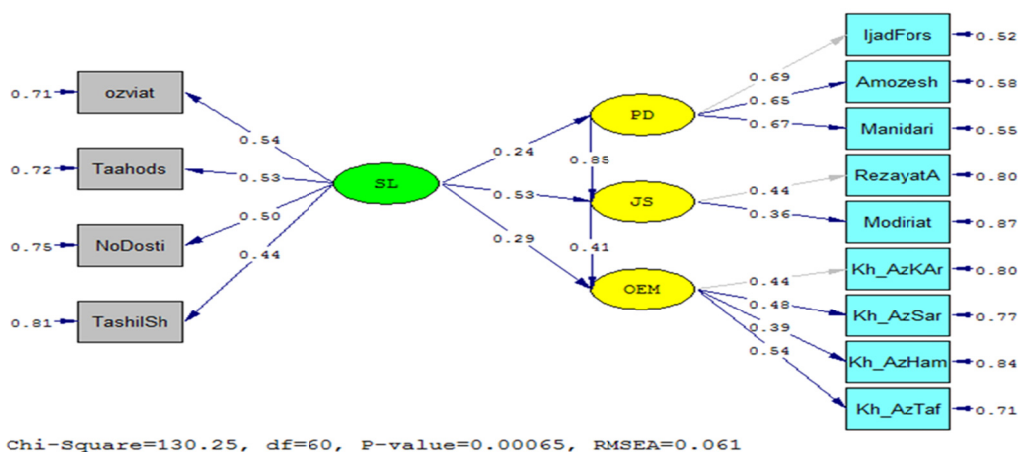 IjadFors
0.52
0.69
Amozesh
0.58
0.71
ozviat
0.65
PD
0.67
Manidari
0.55
0.54
0.24
0.85
0.72
Taahods
0.53
SL
0.53
JS
0.44
RezayatA
0.80
0.36
Modiriat
0.87
0.75
NoDosti
0.50
0.29
0.41
0.44
OEM
0.44
Kh_AzKAr
0.80
0.48
Kh_AzSar
0.77
0.81
TashilSh
0.39
Kh_AzHam
0.84
0.54
Kh_AzTaf
0.71
Chi-Square=130.25, df=60, P-value=0.00065, RMSEA=0.061